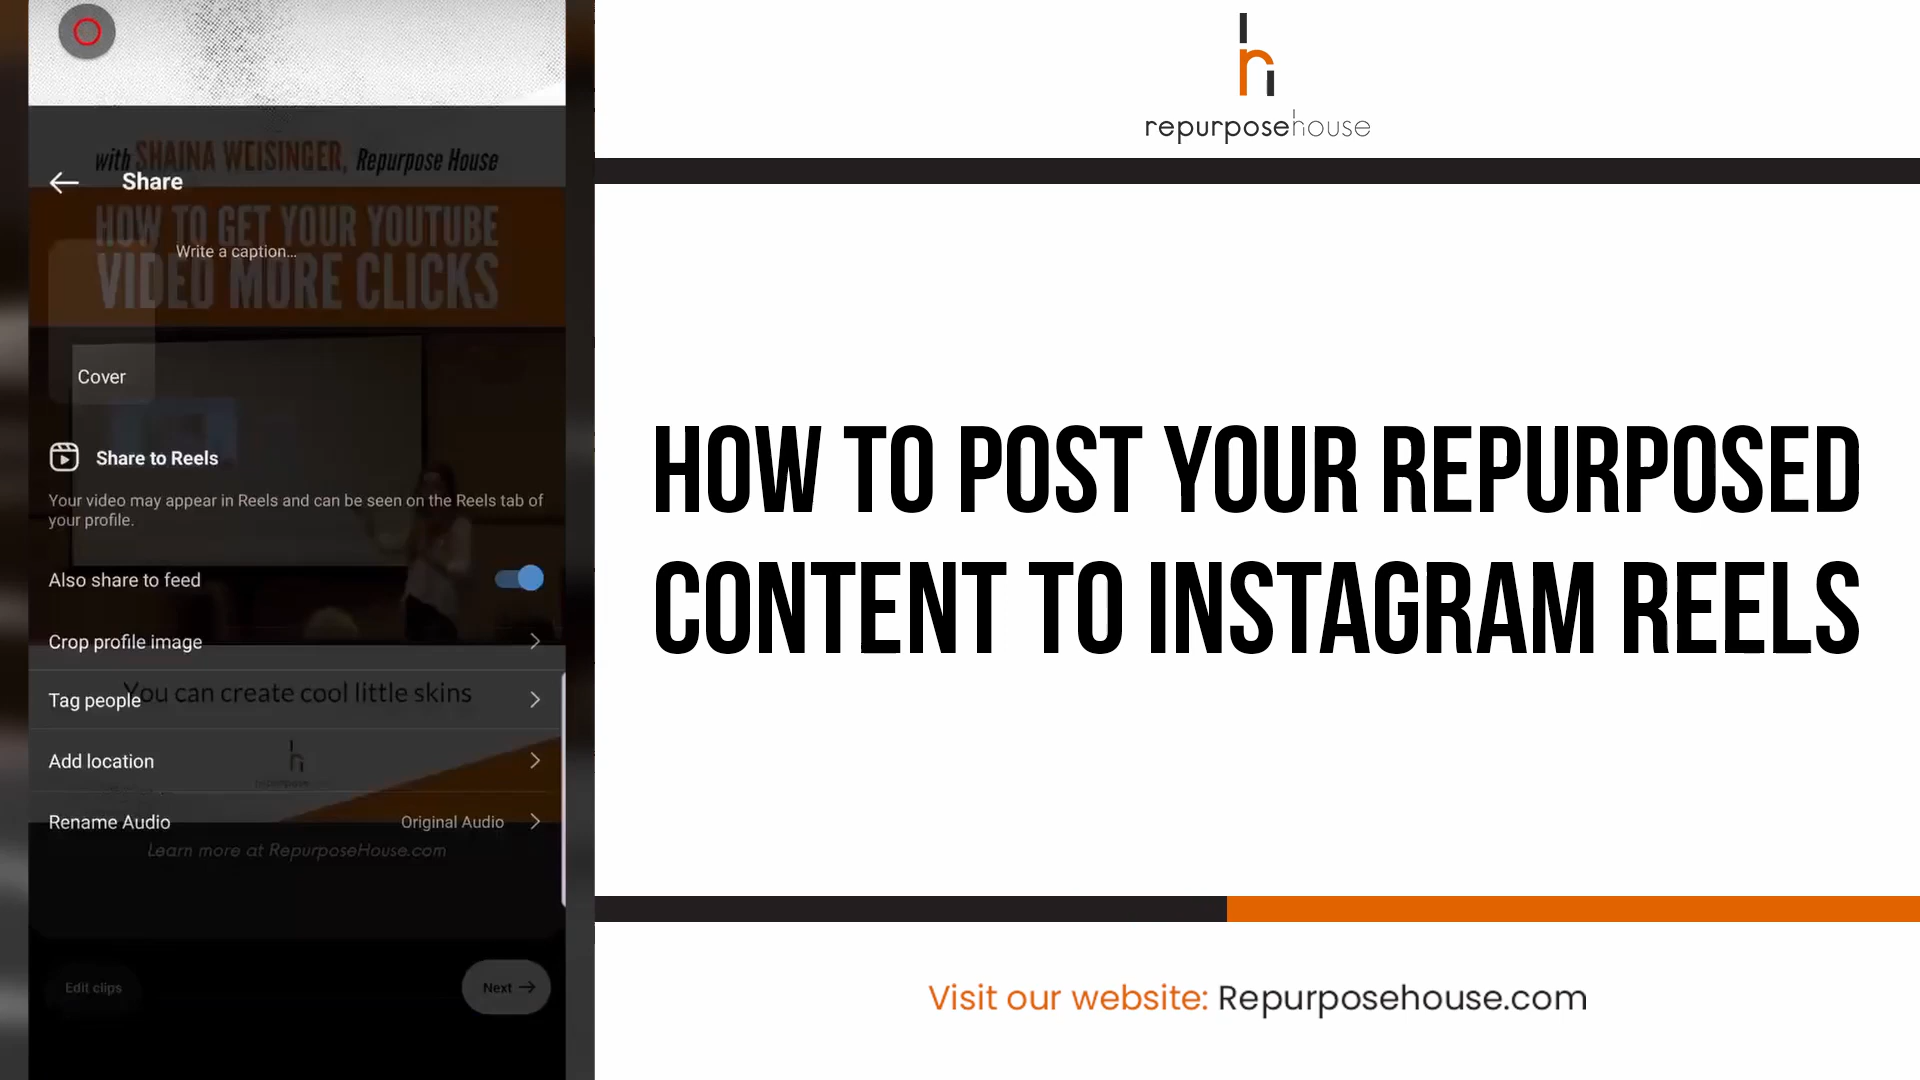 with SHAINA WEISINGER, Repurpose House
Share
HOW TO GET YOUR YOUTUBE
Write a caption...
VIDEO MORE CLICKS
Cover
Share to Reels
Your video may appear in Reels and can be seen on the Reels tab of
your profile.
Also share to feed
Crop profile image
You can create cool little skins
Tag people
Add location
Rename Audio Original Audio
Learn more at RepurposeHouse.com
Edit clips Next
repurposehouse
HOW TO POST YOUR REPURPOSED
CONTENT TO INSTAGRAM REELS
Visit our website: Repurposehouse.com